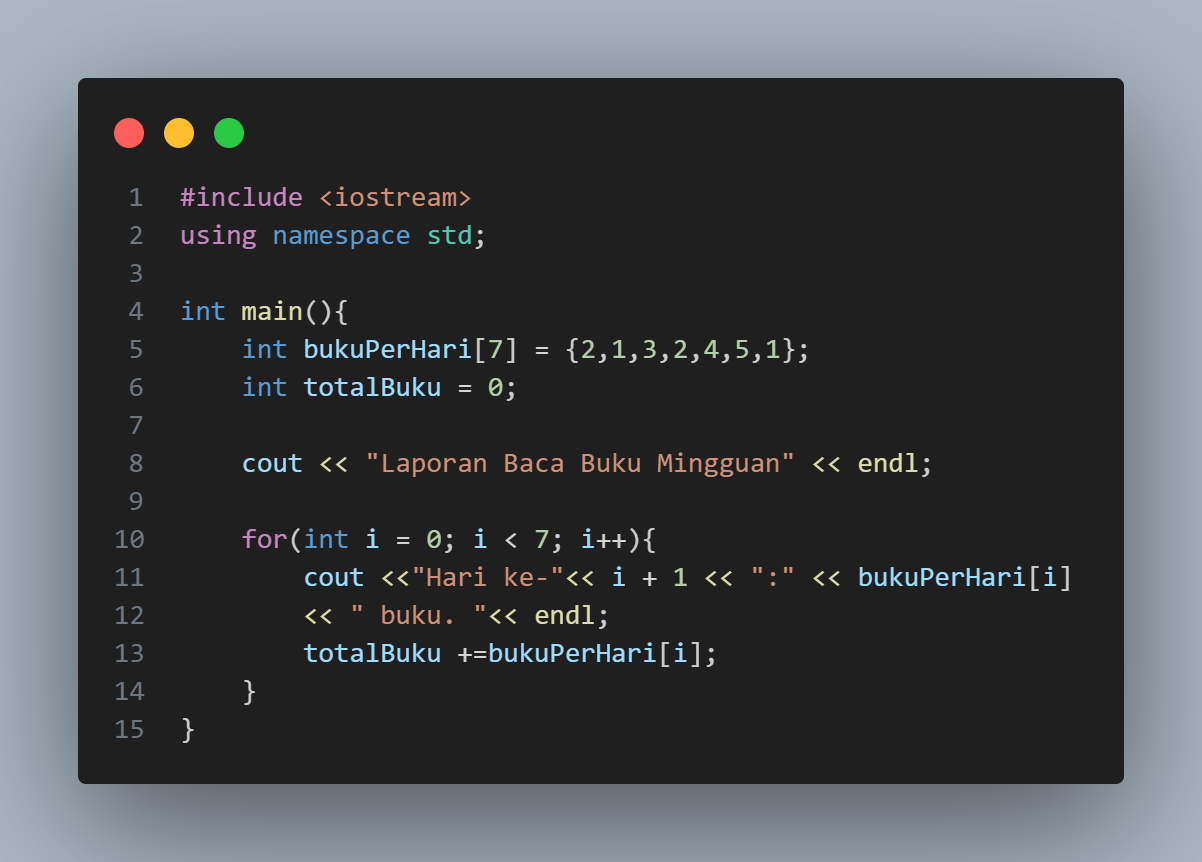 1 #include <iostream>
2 using namespace std;
3
4 int main(){
5     int bukuPerHari[7] = {2,1,3,2,4,5,1};
6     int totalBuku = 0;
7
8     cout << "Laporan Baca Buku Mingguan" << endl;
9
10     for(int i = 0; i < 7; i++){
11         cout <<"Hari ke-"<< i + 1 << ":" << bukuPerHari[i]
12         << " buku. "<< endl;
13         totalBuku +=bukuPerHari[i];
14     }
15 }